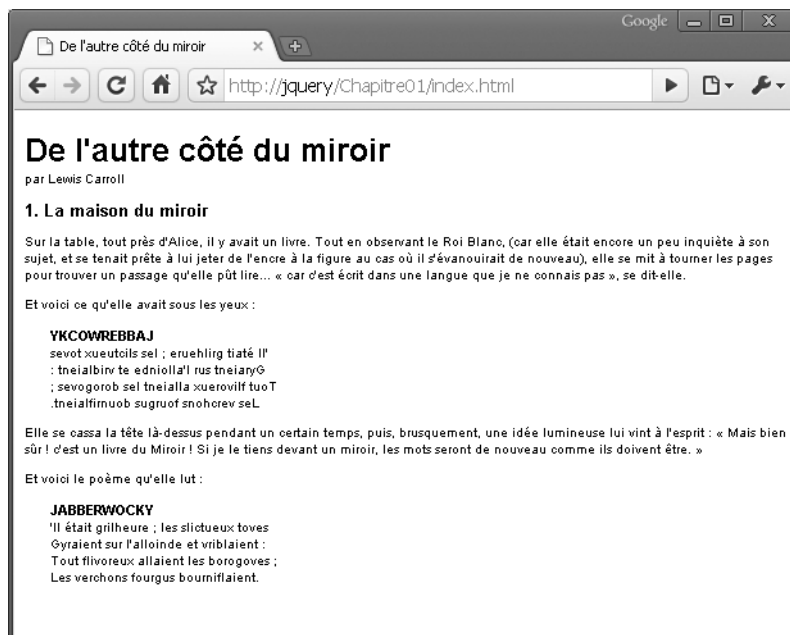 Google
De l'autre côté du miroir
http://jquery/Chapitre01/index.html
De l'autre côté du miroir
par Lewis Carroll
1. La maison du miroir
Sur la table, tout près d'Alice, il y avait un livre. Tout en observant le Roi Blanc, (car elle était encore un peu inquiète à son
sujet, et se tenait prête à lui jeter de l'encre à la figure au cas où il s'évanouirait de nouveau), elle se mit à tourner les pages
pour trouver un passage qu'elle pût lire... « car c'est écrit dans une langue que je ne connais pas », se dit-elle.
Et voici ce qu'elle avait sous les yeux :
YKCOWREBBAJ
sevot xueutcils sel ; eruehlirg tiaté lI'
: tneialbirv te edniolla'l rus tneiaryG
; sevogorob sel tneialla xuerovilf tuoT
.tneialfirnuob sugruof snohcrev seL
Elle se cassa la tête là-dessus pendant un certain temps, puis, brusquement, une idée lumineuse lui vint à l'esprit : « Mais bien
sûr ! c'est un livre du Miroir ! Si je le tiens devant un miroir, les mots seront de nouveau comme ils doivent être. »
Et voici le poème qu'elle lut :
JABBERWOCKY
'Il était grilheure ; les slictueux toves
Gyraient sur l'alloinde et vriblaient :
Tout flivoreux allaient les borogoves ;
Les verchons fourgus bourniflaient.